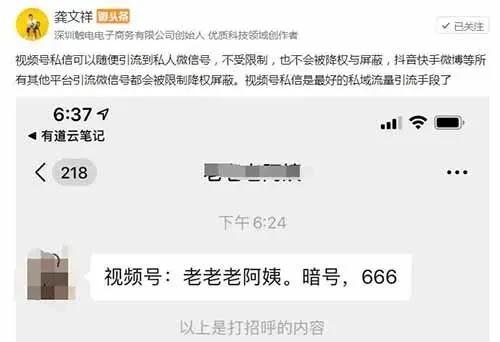 龚文祥 微头条
✓ 已关注
深圳触电电子商务有限公司创始人 优质科技领域创作者
视频号私信可以随便引流到私人微信号，不受限制，也不会被降权与屏蔽，抖音快手微博等所
有其他平台引流微信号都会被限制降权屏蔽。视频号私信是最好的私域流量引流手段了
6:37
◀ 有道云笔记
218
下午 6:24
视频号：老老老阿姨。暗号，666
以上是打招呼的内容